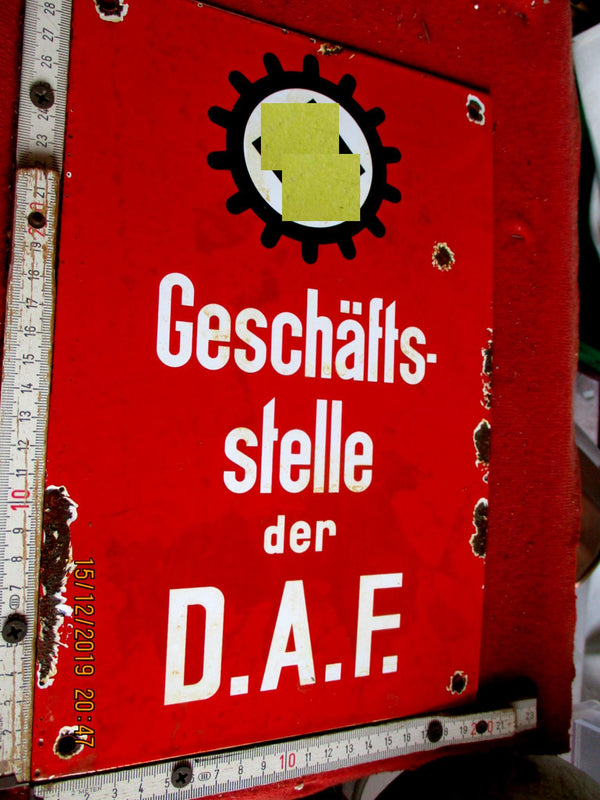 Geschäfts-
stelle
der
D.A.F.
15/12/2019 20:47